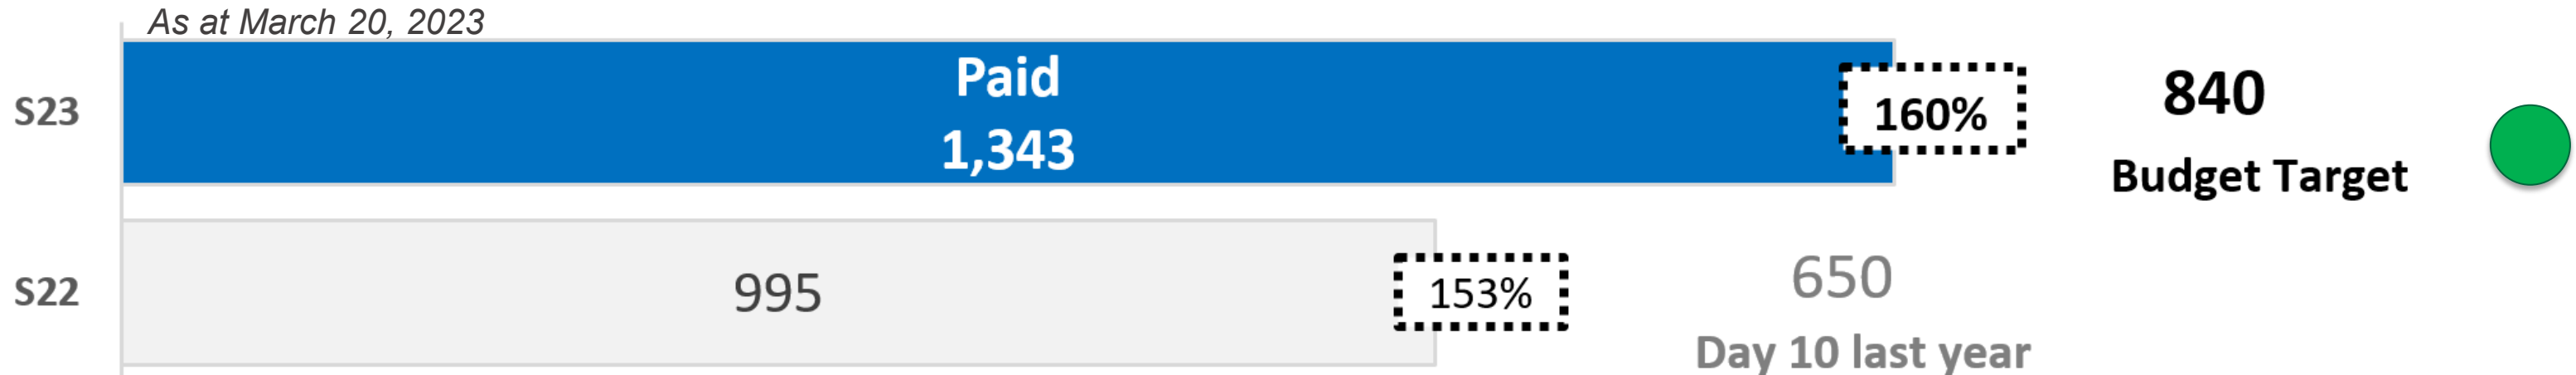 As at March 20, 2023
S23
Paid
1,343
160%
840
Budget Target
S22
995
153%
650
Day 10 last year